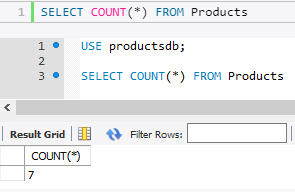 1 SELECT COUNT(*) FROM Products
1 USE productsdb;
2
3 SELECT COUNT(*) FROM Products
Result Grid Filter Rows:
COUNT(*)
7